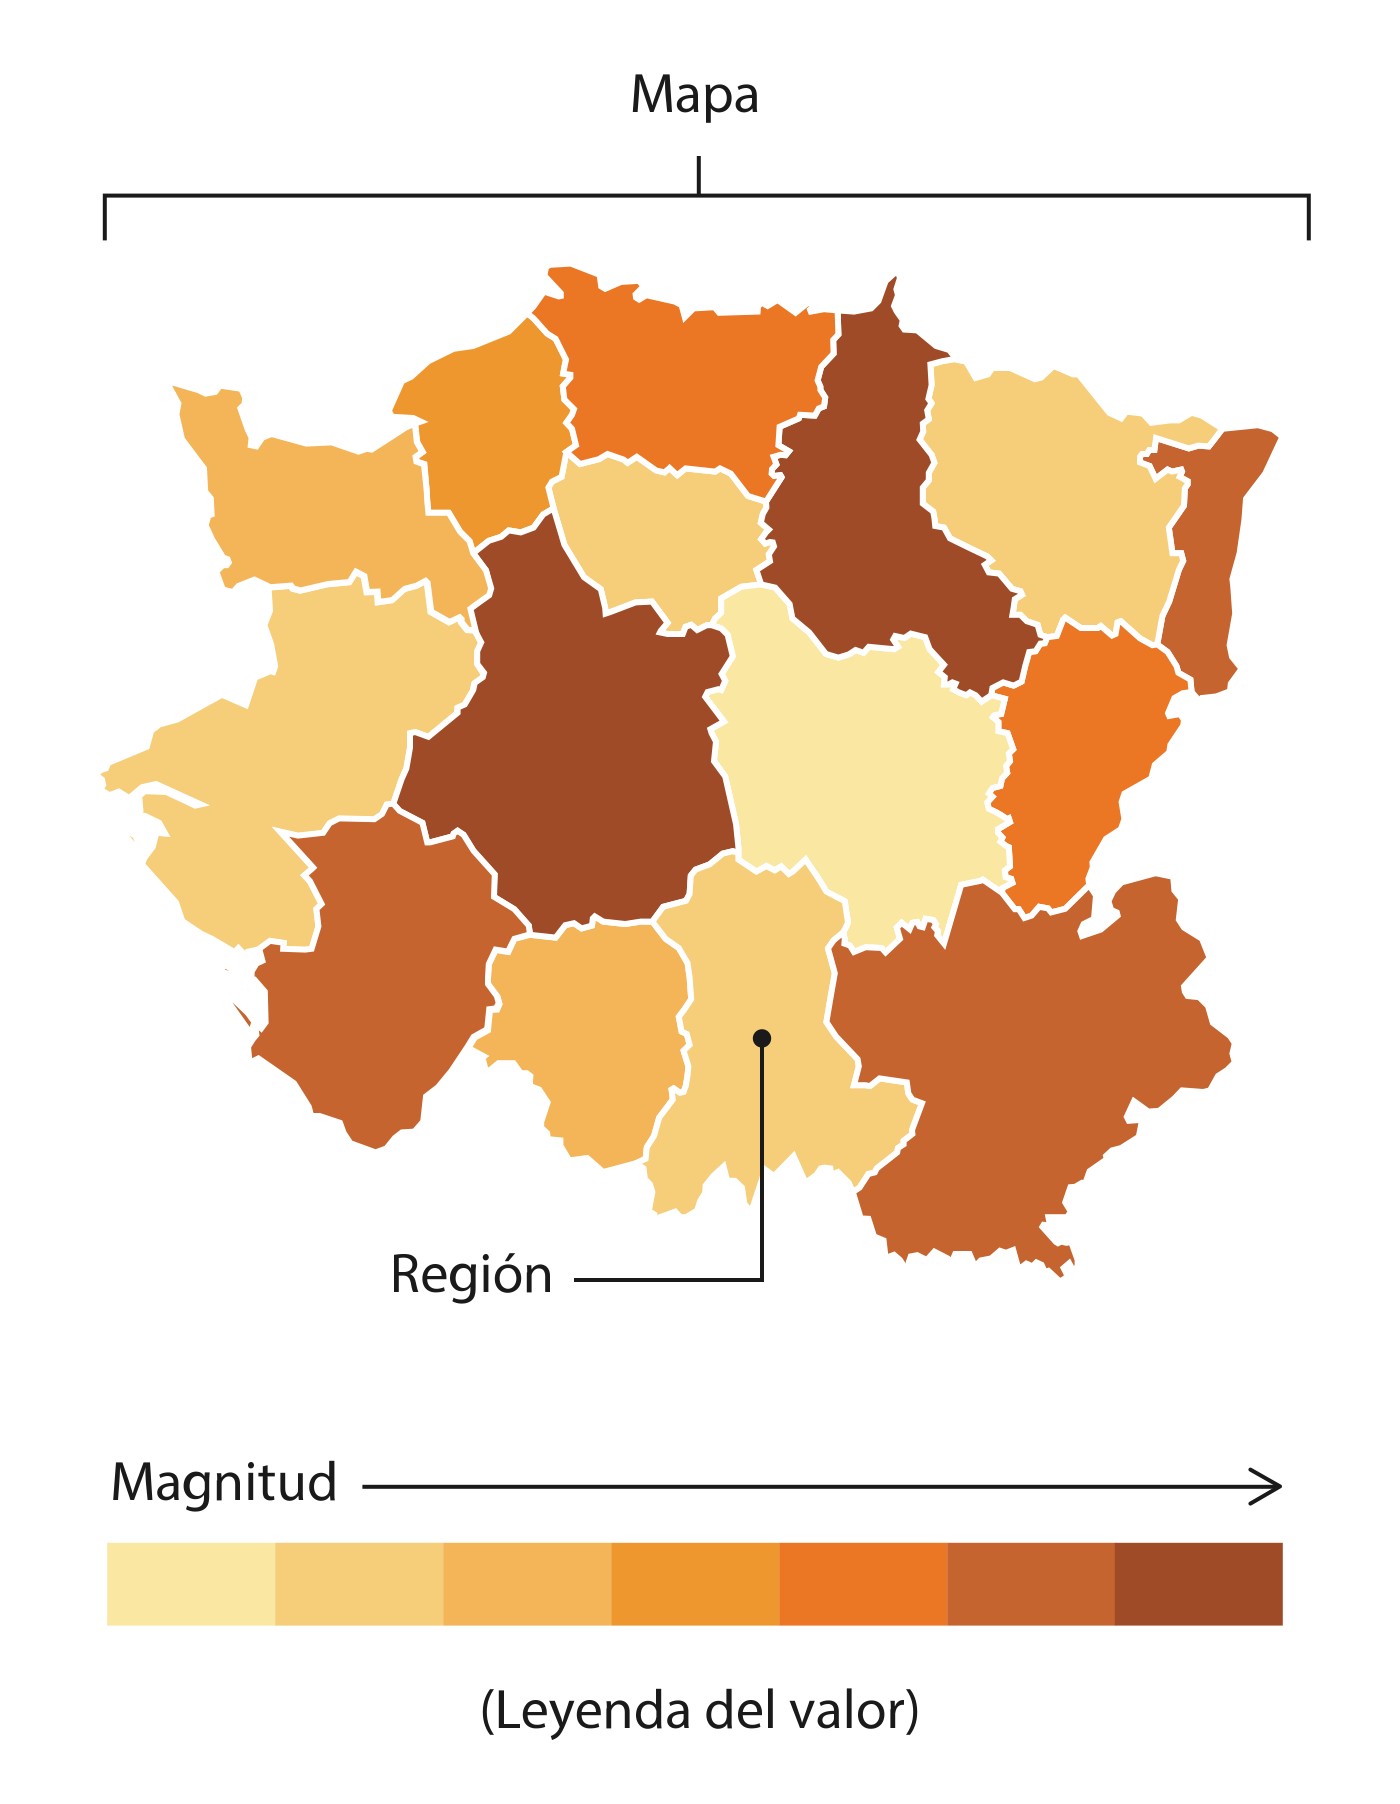 Mapa
Región
Magnitud
(Leyenda del valor)